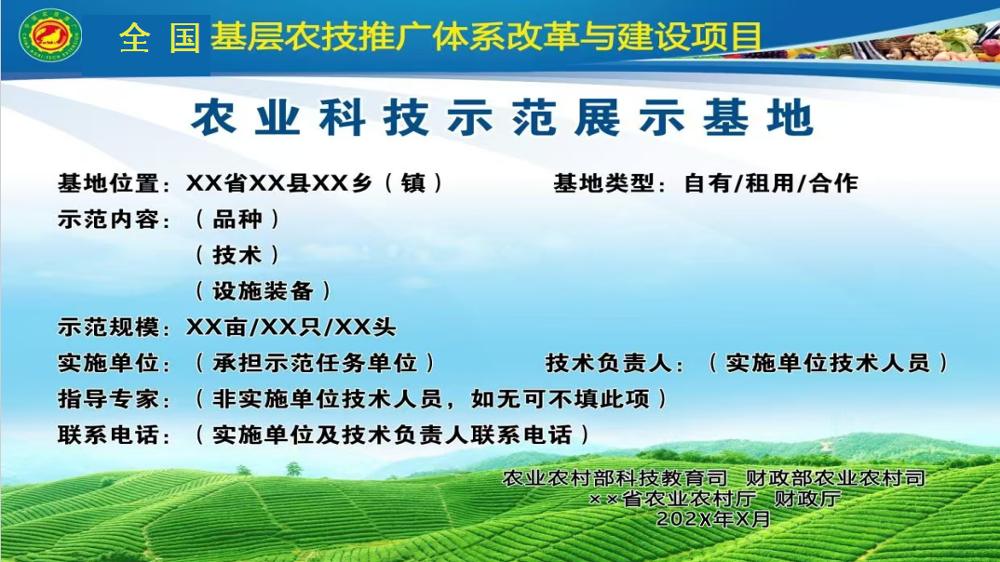 全 国 基层农技推广体系改革与建设项目
农业科技示范展示基地
基地位置：XX省XX县XX乡（镇） 基地类型：自有/租用/合作
示范内容：（品种）
（技术）
（设施装备）
示范规模：XX亩/XX只/XX头
实施单位：（承担示范任务单位） 技术负责人：（实施单位技术人员）
指导专家：（非实施单位技术人员，如无可不填此项）
联系电话：（实施单位及技术负责人联系电话）
农业农村部科技教育司 财政部农业农村司
××省农业农村厅 财政厅
202X年X月